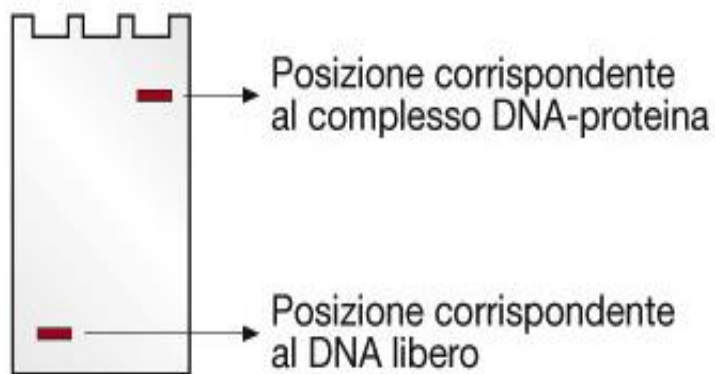 Posizione corrispondente
al complesso DNA-proteina
Posizione corrispondente
al DNA libero